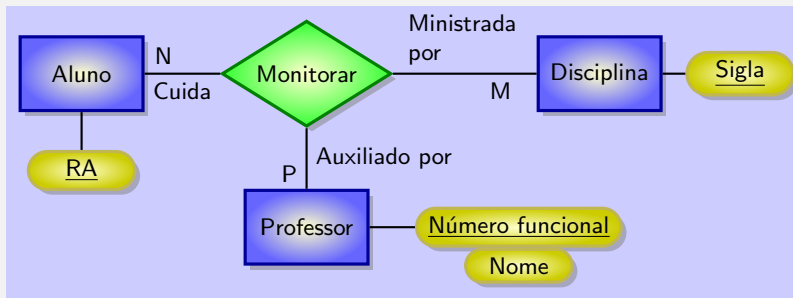 Ministrada
por
N
Aluno
Monitorar
Disciplina
Sigla
Cuida
M
Auxiliado por
RA
P
Professor
Número funcional
Nome